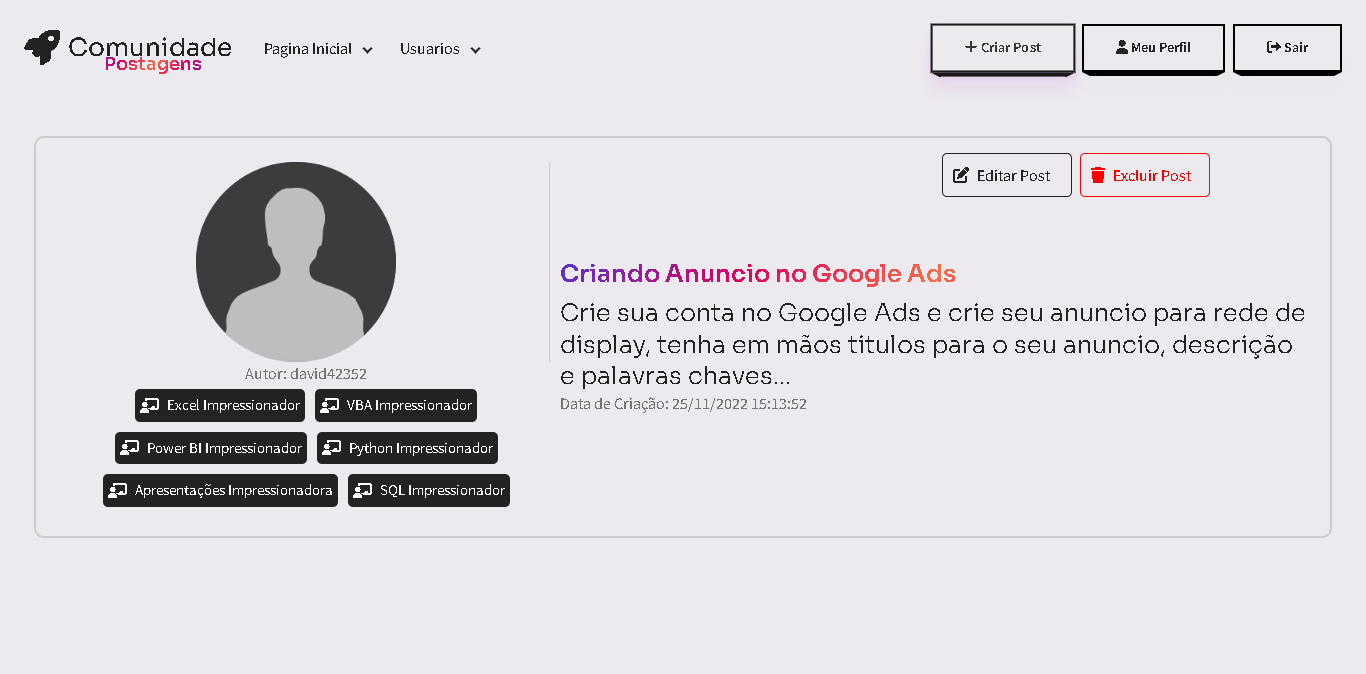 Comunidade
Postagens
Pagina Inicial
Usuarios
Criar Post
Meu Perfil
Sair
Editar Post
Excluir Post
Criando Anuncio no Google Ads
Crie sua conta no Google Ads e crie seu anuncio para rede de
display, tenha em mãos titulos para o seu anuncio, descrição
e palavras chaves...
Data de Criação: 25/11/2022 15:13:52
Autor: david42352
Excel Impressionador
VBA Impressionador
Power BI Impressionador
Python Impressionador
Apresentações Impressionadora
SQL Impressionador